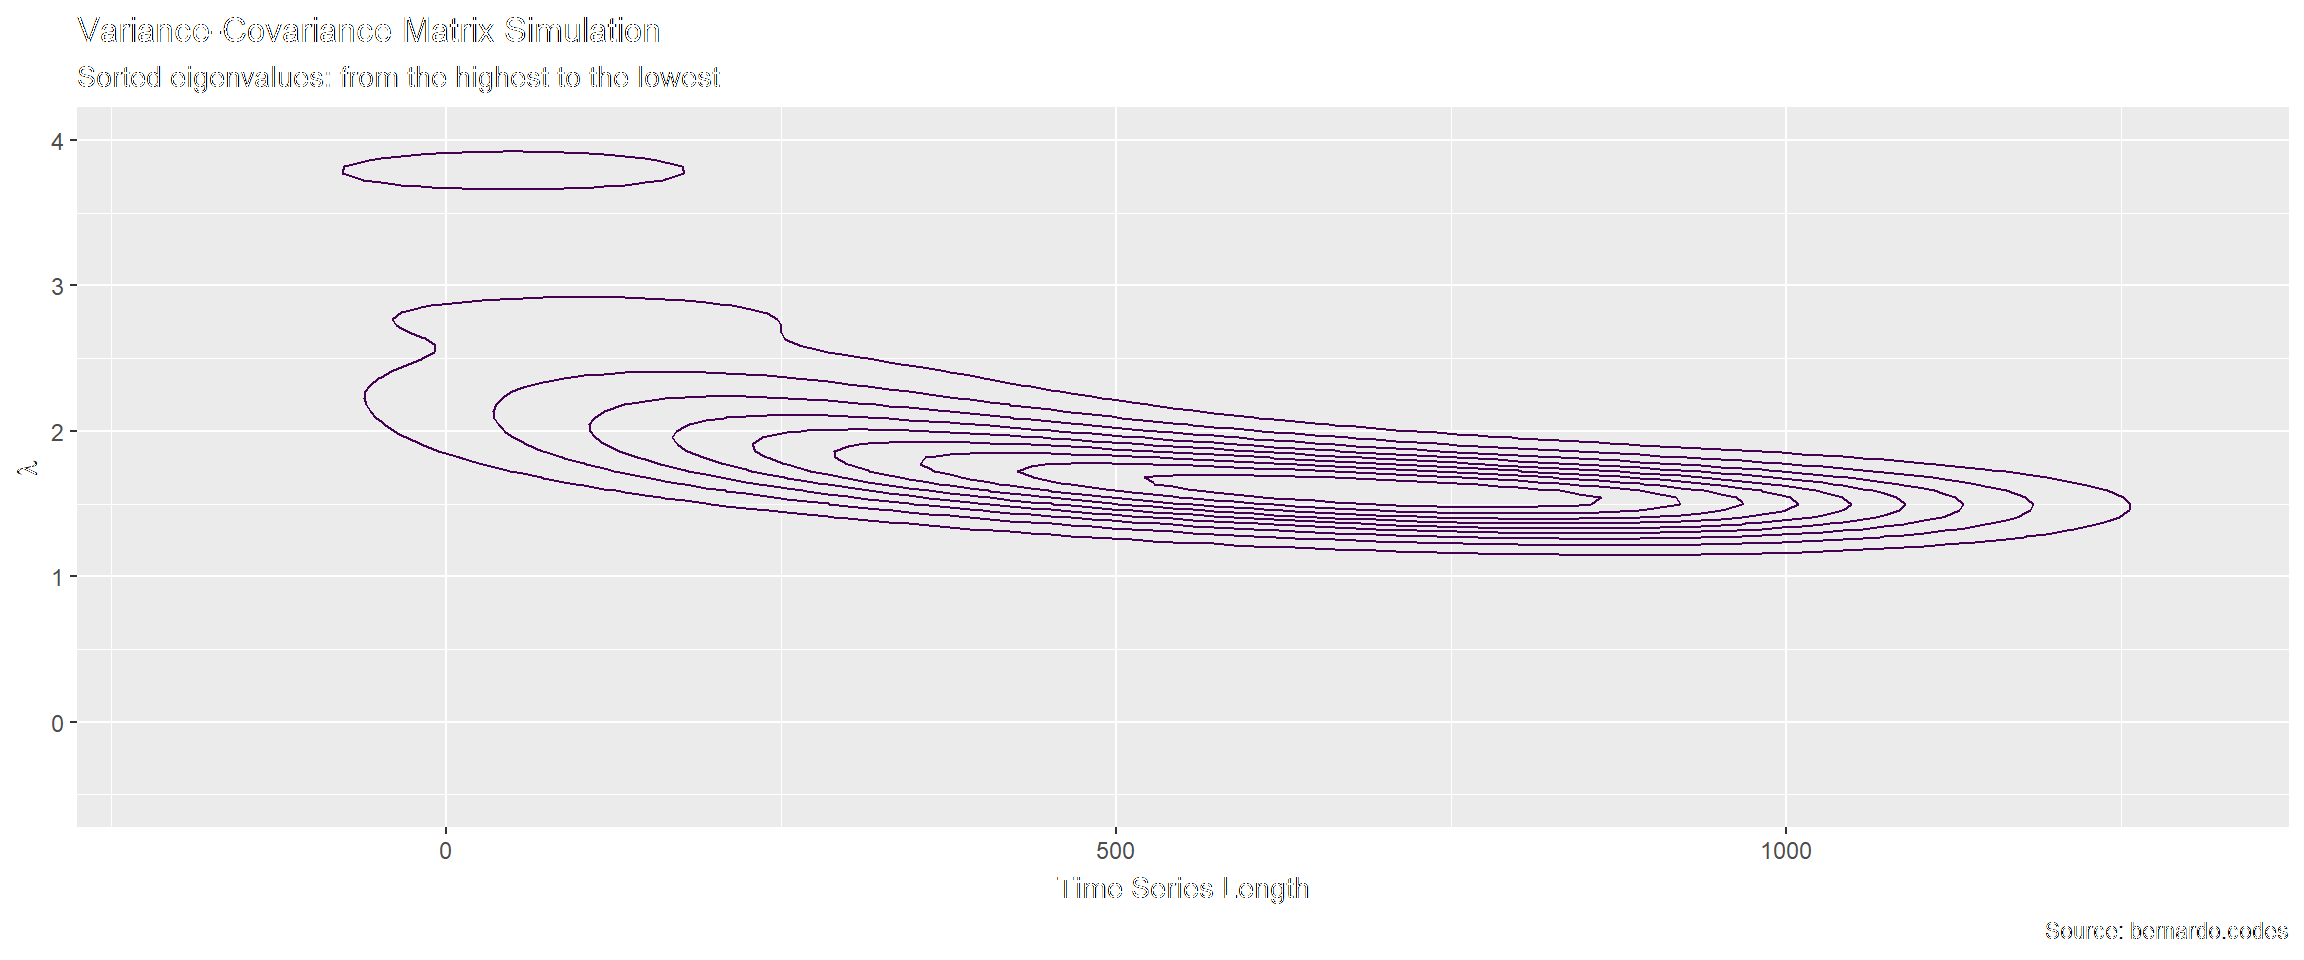 Variance-Covariance Matrix Simulation
Sorted eigenvalues: from the highest to the lowest
4
3
2
1
0
λ
0 500 1000
Time Series Length
Source: bernardo.codes